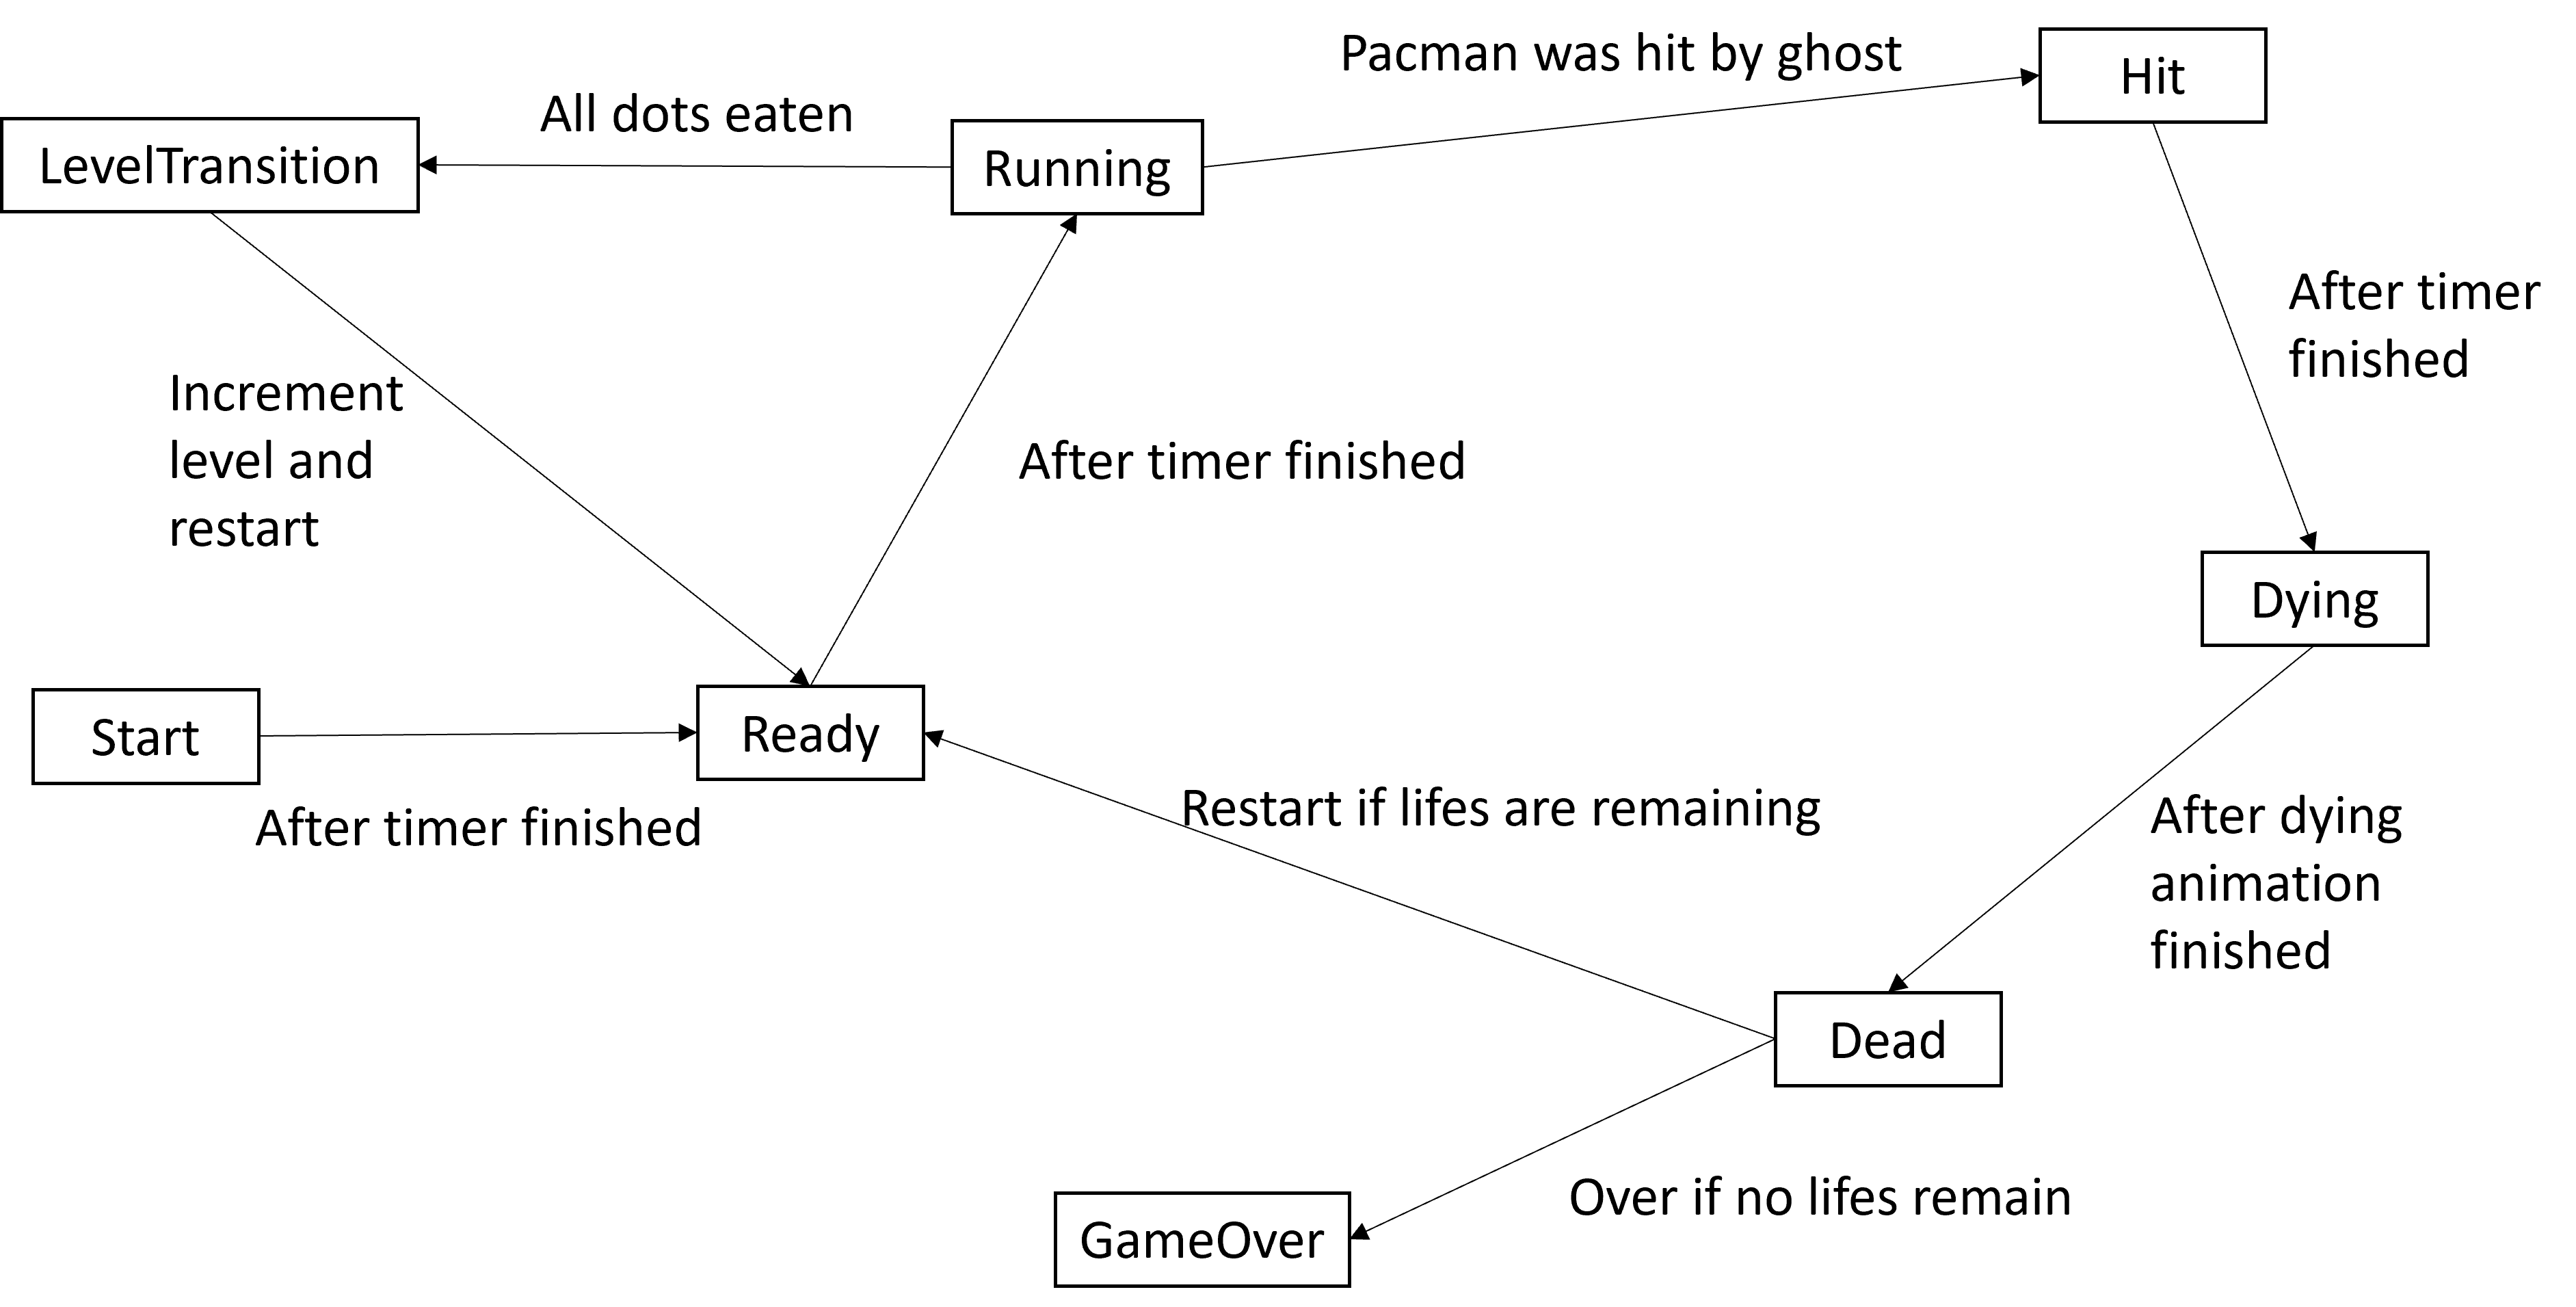 Pacman was hit by ghost
Hit
All dots eaten
LevelTransition
Running
After timer
finished
Increment
level and
restart
After timer finished
Dying
Start
Ready
After timer finished
Restart if lifes are remaining
After dying
animation
finished
Dead
Over if no lifes remain
GameOver